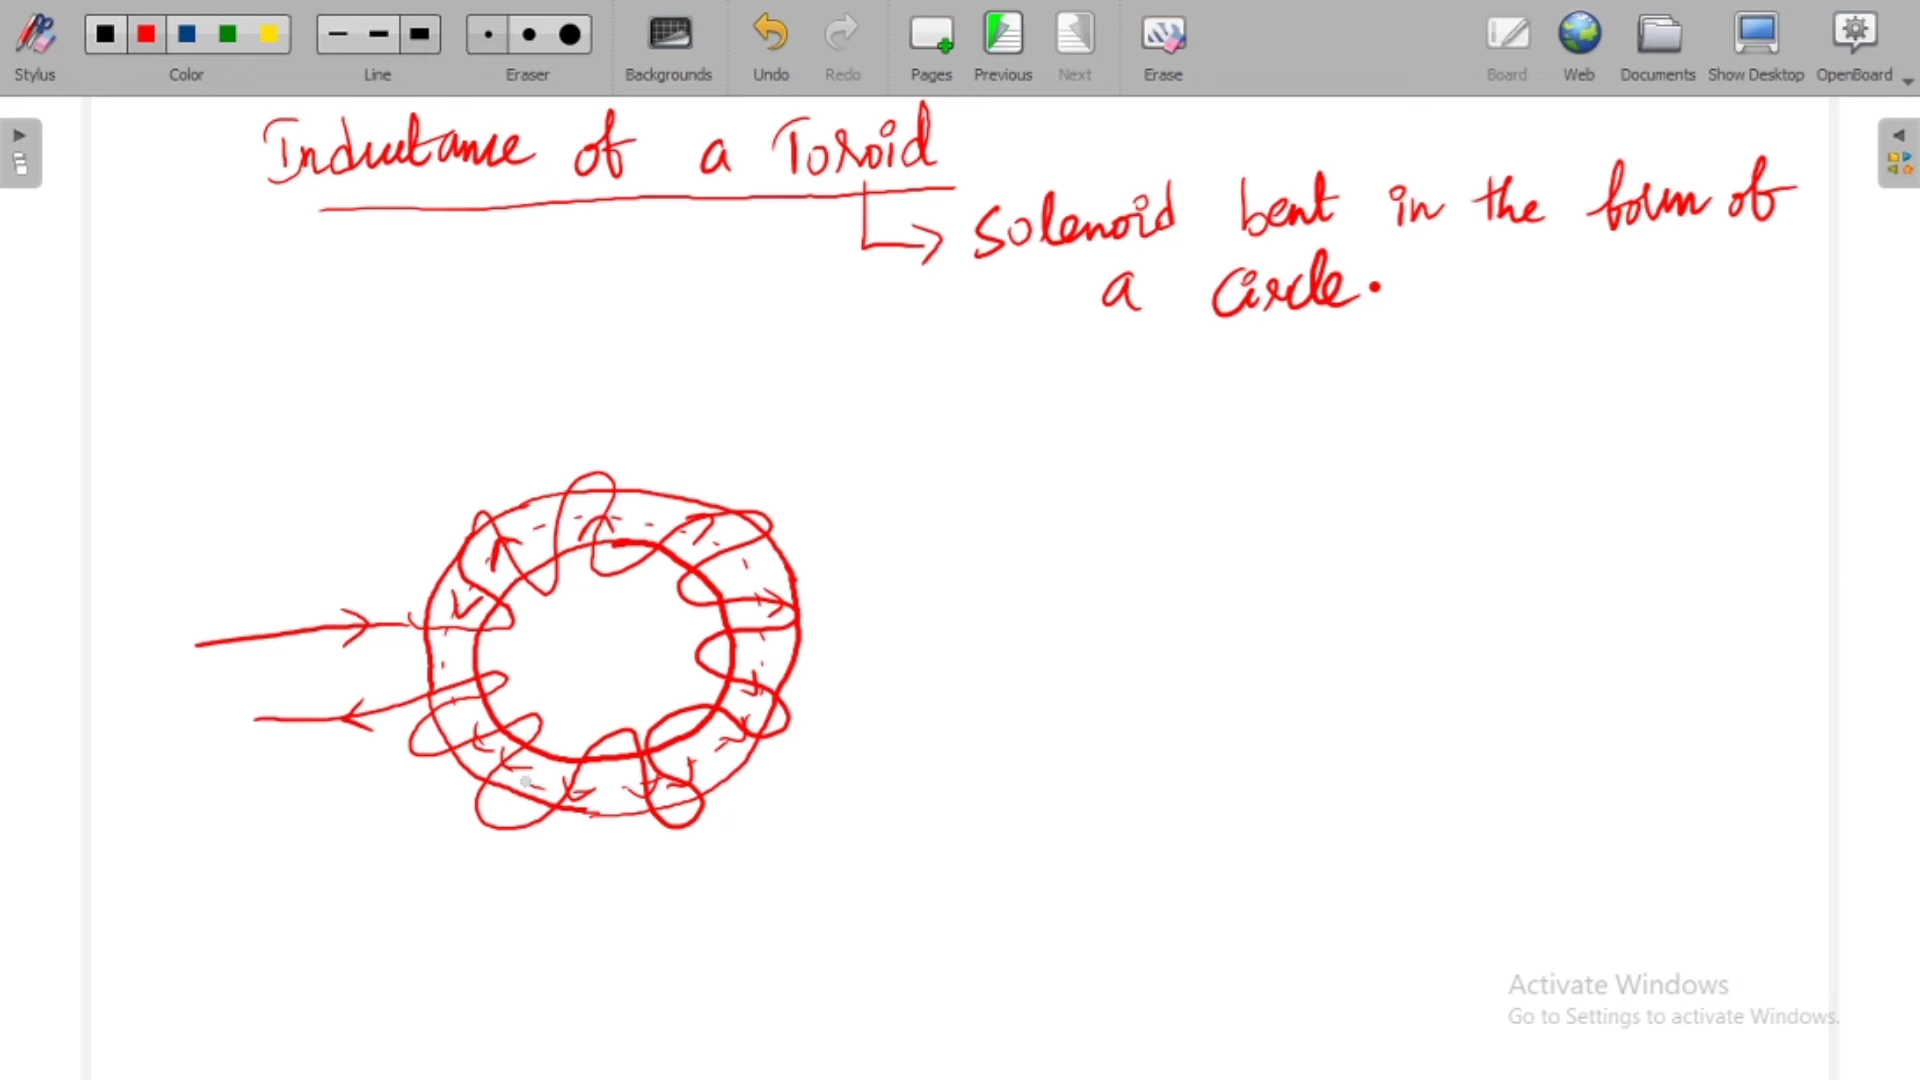 Stylus
Color
Line
Eraser
Backgrounds
Undo
Redo
Pages
Previous
Next
Erase
Board
Web
Documents
Show Desktop
OpenBoard
Inductance of a Toroid
Solenoid bent in the form of
a circle.
Activate Windows
Go to Settings to activate Windows.